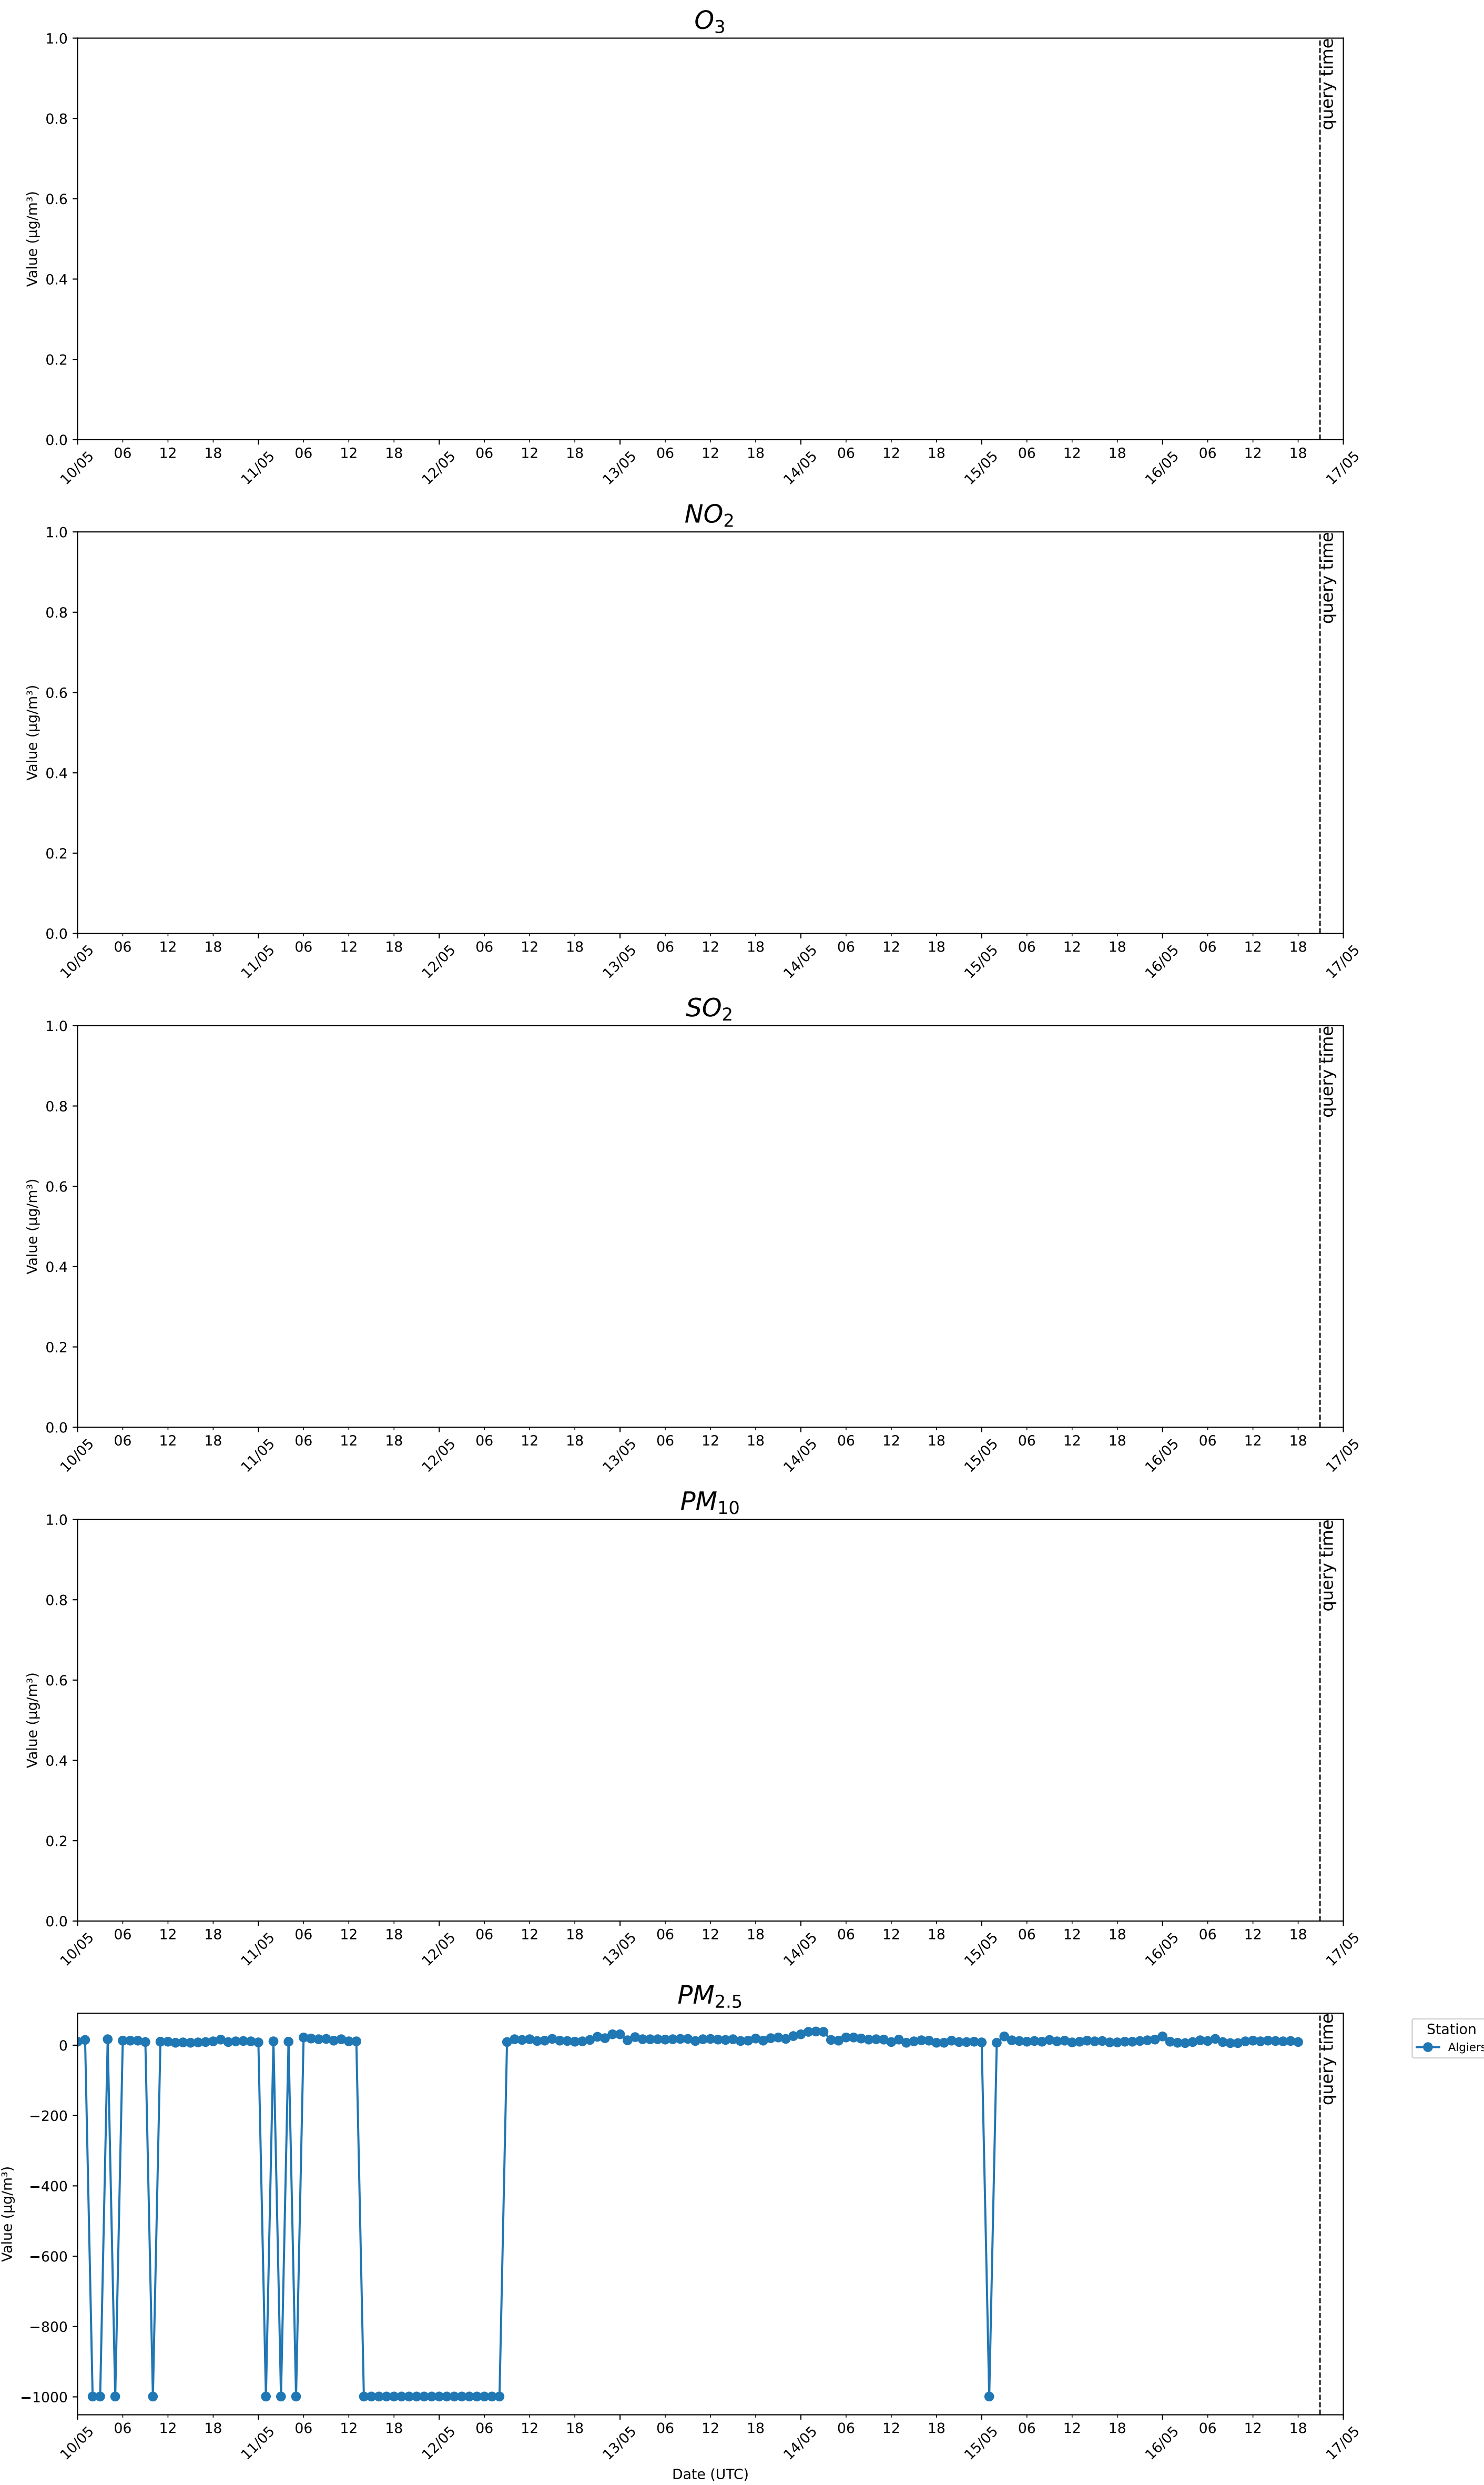 O3
Value (µg/m³)
1.0
0.8
0.6
0.4
0.2
0.0
query time
10/05 06 12 18 11/05 06 12 18 12/05 06 12 18 13/05 06 12 18 14/05 06 12 18 15/05 06 12 18 16/05 06 12 18 17/05
NO2
Value (µg/m³)
1.0
0.8
0.6
0.4
0.2
0.0
query time
10/05 06 12 18 11/05 06 12 18 12/05 06 12 18 13/05 06 12 18 14/05 06 12 18 15/05 06 12 18 16/05 06 12 18 17/05
SO2
Value (µg/m³)
1.0
0.8
0.6
0.4
0.2
0.0
query time
10/05 06 12 18 11/05 06 12 18 12/05 06 12 18 13/05 06 12 18 14/05 06 12 18 15/05 06 12 18 16/05 06 12 18 17/05
PM10
Value (µg/m³)
1.0
0.8
0.6
0.4
0.2
0.0
query time
10/05 06 12 18 11/05 06 12 18 12/05 06 12 18 13/05 06 12 18 14/05 06 12 18 15/05 06 12 18 16/05 06 12 18 17/05
PM2.5
Value (µg/m³)
0
−200
−400
−600
−800
−1000
query time
Station
Algiers
10/05 06 12 18 11/05 06 12 18 12/05 06 12 18 13/05 06 12 18 14/05 06 12 18 15/05 06 12 18 16/05 06 12 18 17/05
Date (UTC)